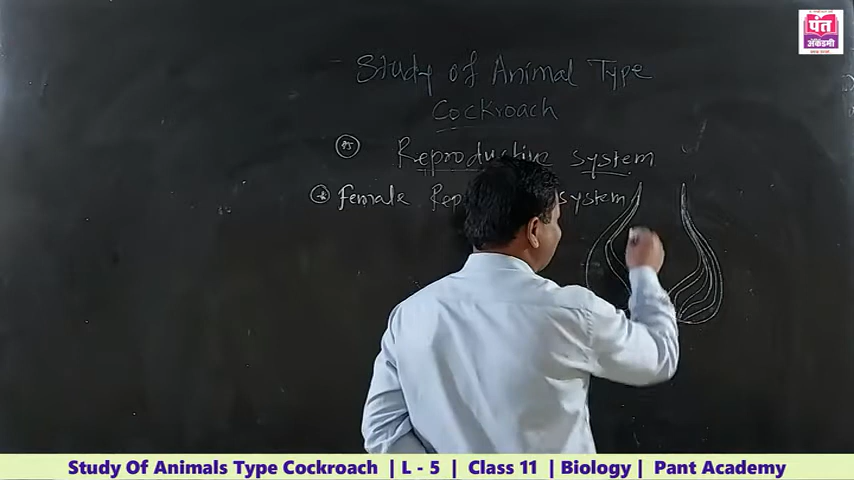 पंत
अॅकॅडमी
Study of Animal Type
Cockroach
Reproductive system
Female Rep system
Study Of Animals Type Cockroach | L - 5 | Class 11 | Biology | Pant Academy